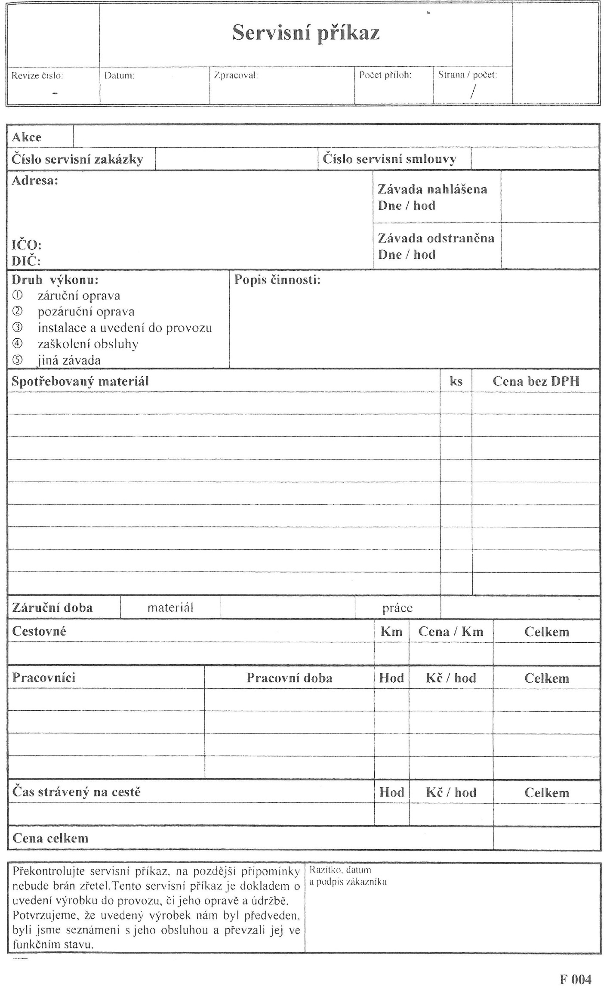 Servisní příkaz
Revize číslo:
Datum:
Zpracoval:
Počet příloh:
Strana / počet:
-
/
Akce
Číslo servisní zakázky
Číslo servisní smlouvy
Adresa:
Závada nahlášena
Dne / hod
Závada odstraněna
Dne / hod
IČO:
DIČ:
Druh výkonu:
① záruční oprava
② pozáruční oprava
③ instalace a uvedení do provozu
④ zaškolení obsluhy
⑤ jiná závada
Popis činnosti:
Spotřebovaný materiál ks Cena bez DPH
Záruční doba materiál práce
Cestovné Km Cena / Km Celkem
Pracovníci Pracovní doba Hod Kč / hod Celkem
Čas strávený na cestě Hod Kč / hod Celkem
Cena celkem
Překontrolujte servisní příkaz, na pozdější připomínky
nebude brán zřetel.Tento servisní příkaz je dokladem o
uvedení výrobku do provozu, či jeho opravě a údržbě.
Potvrzujeme, že uvedený výrobek nám byl předveden,
byli jsme seznámeni s jeho obsluhou a převzali jej ve
funkčním stavu.
Razítko, datum
a podpis zákazníka
F 004